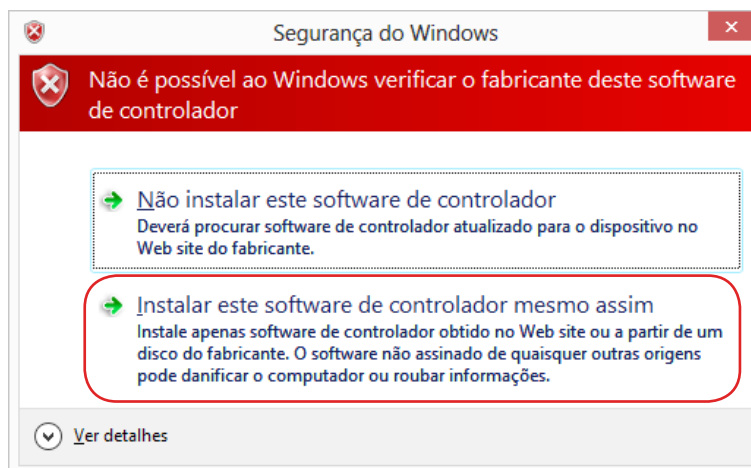 Segurança do Windows
Não é possível ao Windows verificar o fabricante deste software
de controlador
Não instalar este software de controlador
Deverá procurar software de controlador atualizado para o dispositivo no
Web site do fabricante.
Instalar este software de controlador mesmo assim
Instale apenas software de controlador obtido no Web site ou a partir de um
disco do fabricante. O software não assinado de quaisquer outras origens
pode danificar o computador ou roubar informações.
Ver detalhes